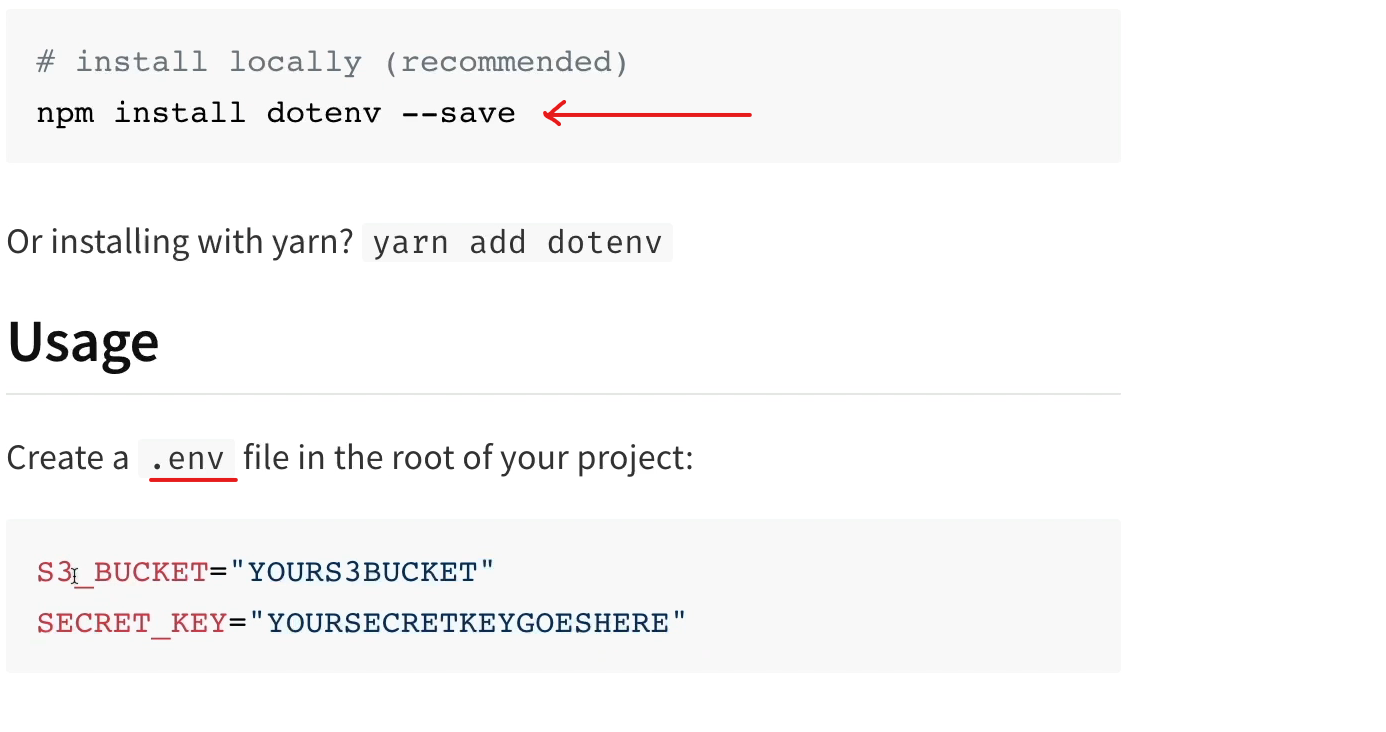 # install locally (recommended)
npm install dotenv --save
Or installing with yarn? yarn add dotenv
Usage
Create a .env file in the root of your project:
S3_BUCKET="YOURS3BUCKET"
SECRET_KEY="YOURSECRETKEYGOESHERE"